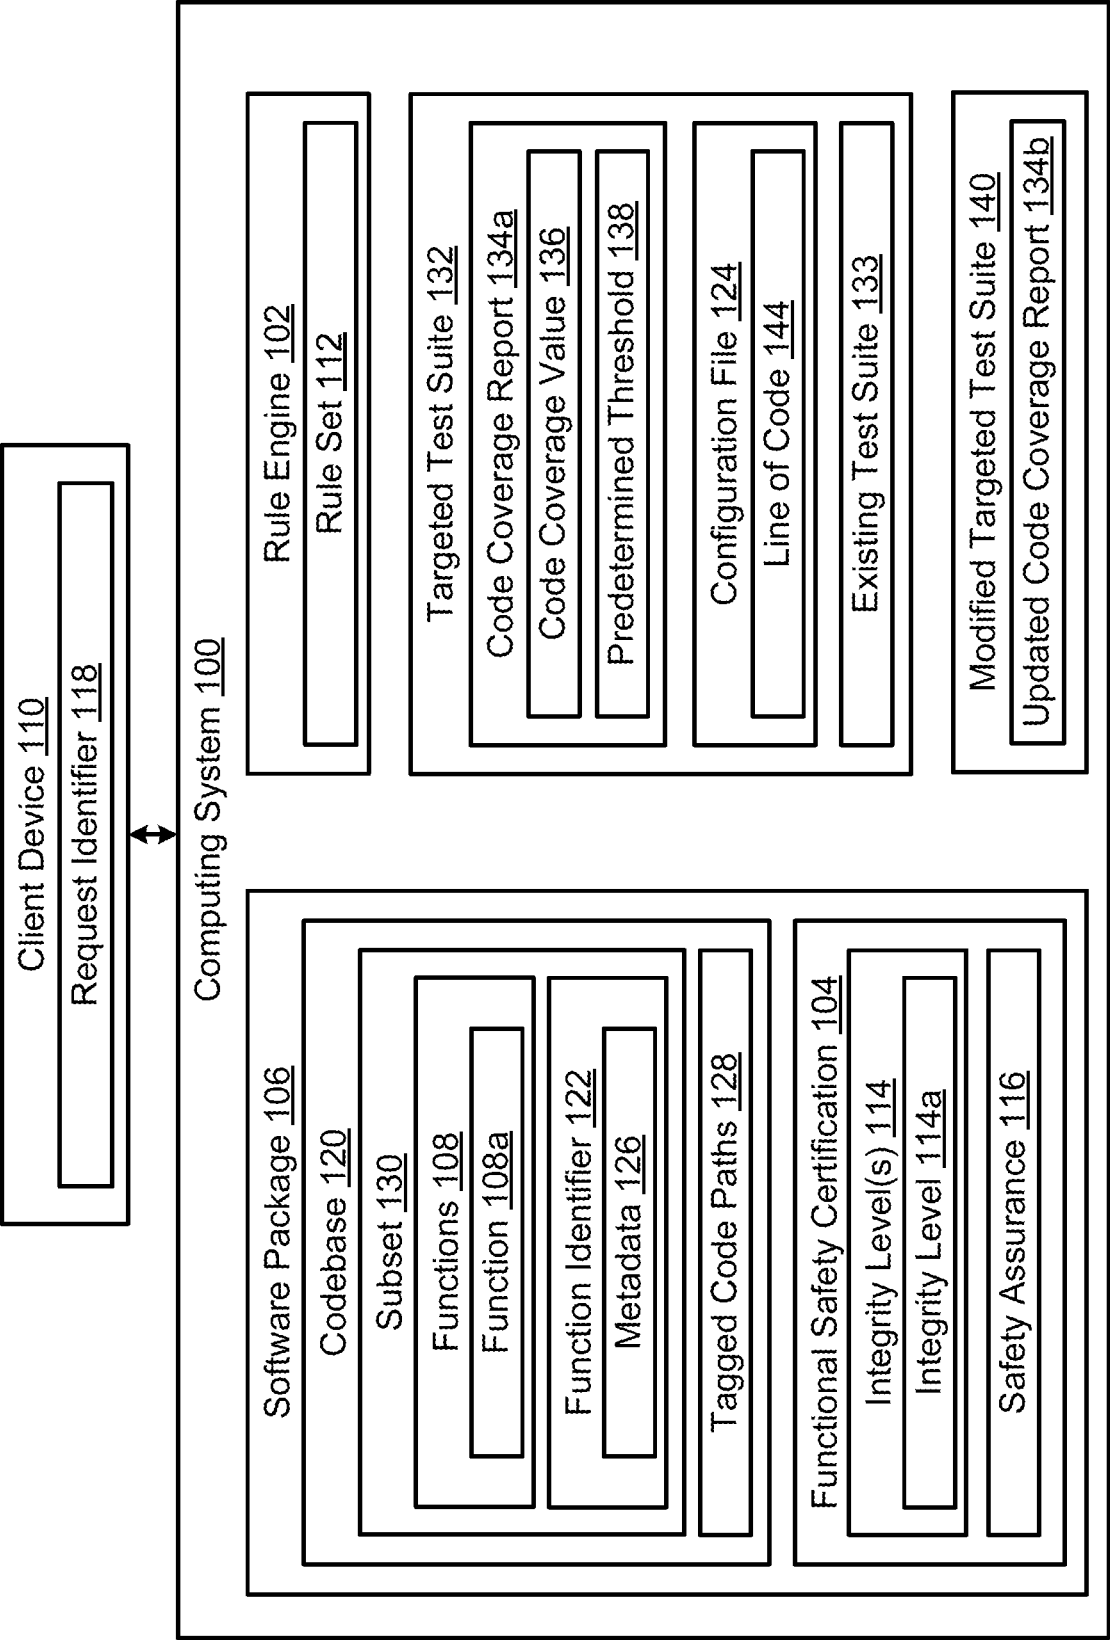 Client Device 110
Request Identifier 118
Computing System 100
Software Package 106
Codebase 120
Subset 130
Functions 108
Function 108a
Function Identifier 122
Metadata 126
Tagged Code Paths 128
Functional Safety Certification 104
Integrity Level(s) 114
Integrity Level 114a
Safety Assurance 116
Rule Engine 102
Rule Set 112
Targeted Test Suite 132
Code Coverage Report 134a
Code Coverage Value 136
Predetermined Threshold 138
Configuration File 124
Line of Code 144
Existing Test Suite 133
Modified Targeted Test Suite 140
Updated Code Coverage Report 134b